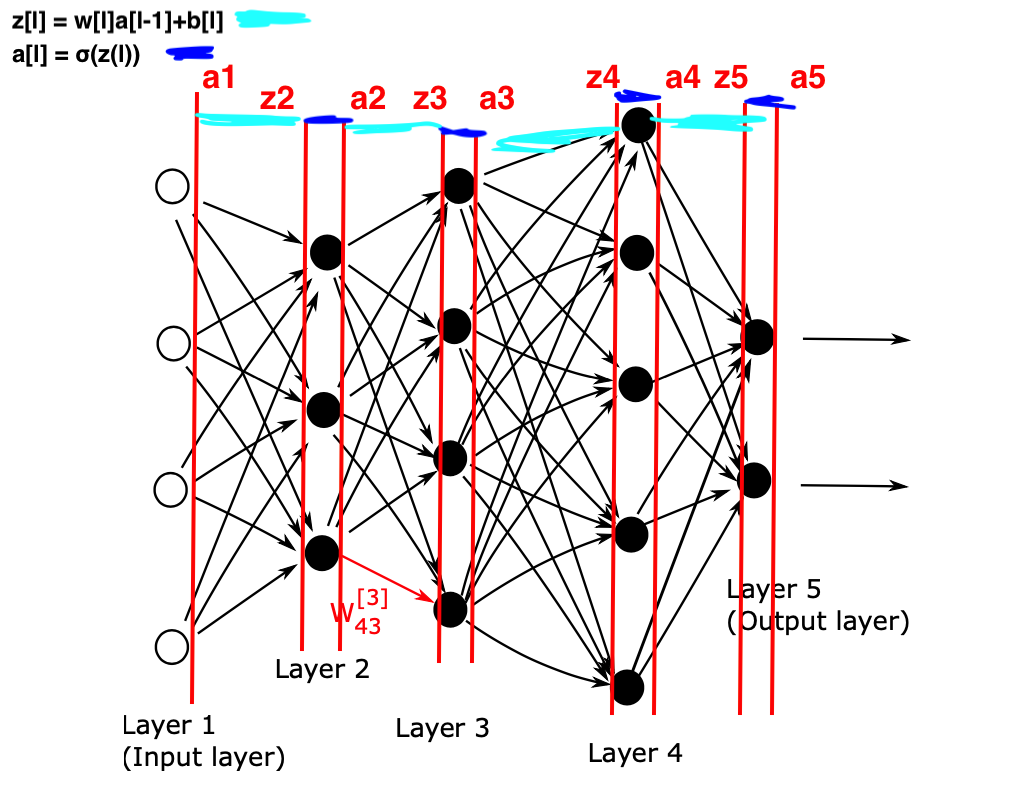 z[l] = w[l]a[l-1]+b[l]
a[l] = σ(z(l))
a1
z2
a2
z3
a3
z4
a4
z5
a5
w[3]43
Layer 1
(Input layer)
Layer 2
Layer 3
Layer 4
Layer 5
(Output layer)